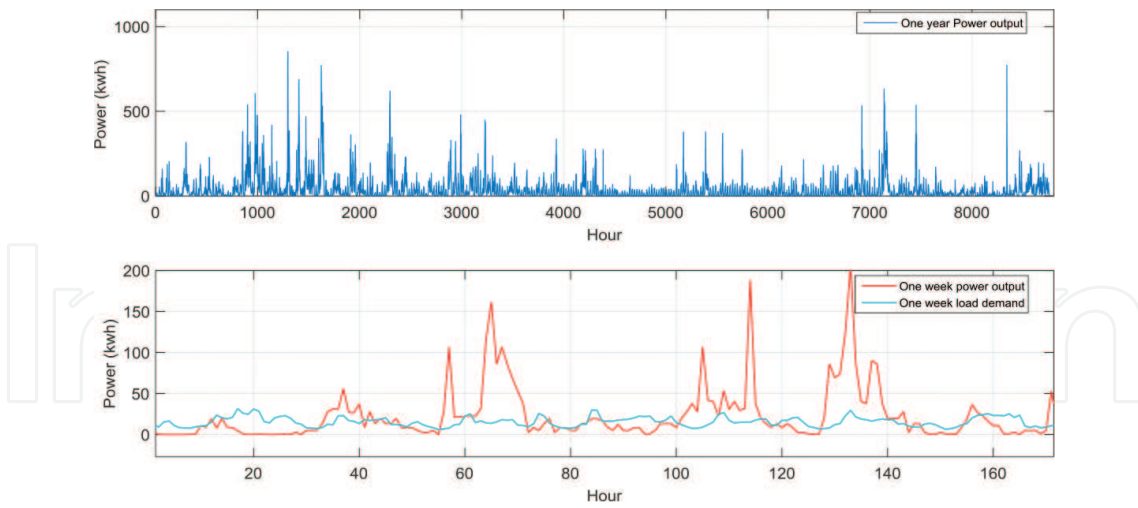 One year Power output
1000
500
0
Power (kwh)
0 1000 2000 3000 4000 5000 6000 7000 8000
Hour
One week power output
One week load demand
200
150
100
50
0
Power (kwh)
20 40 60 80 100 120 140 160
Hour